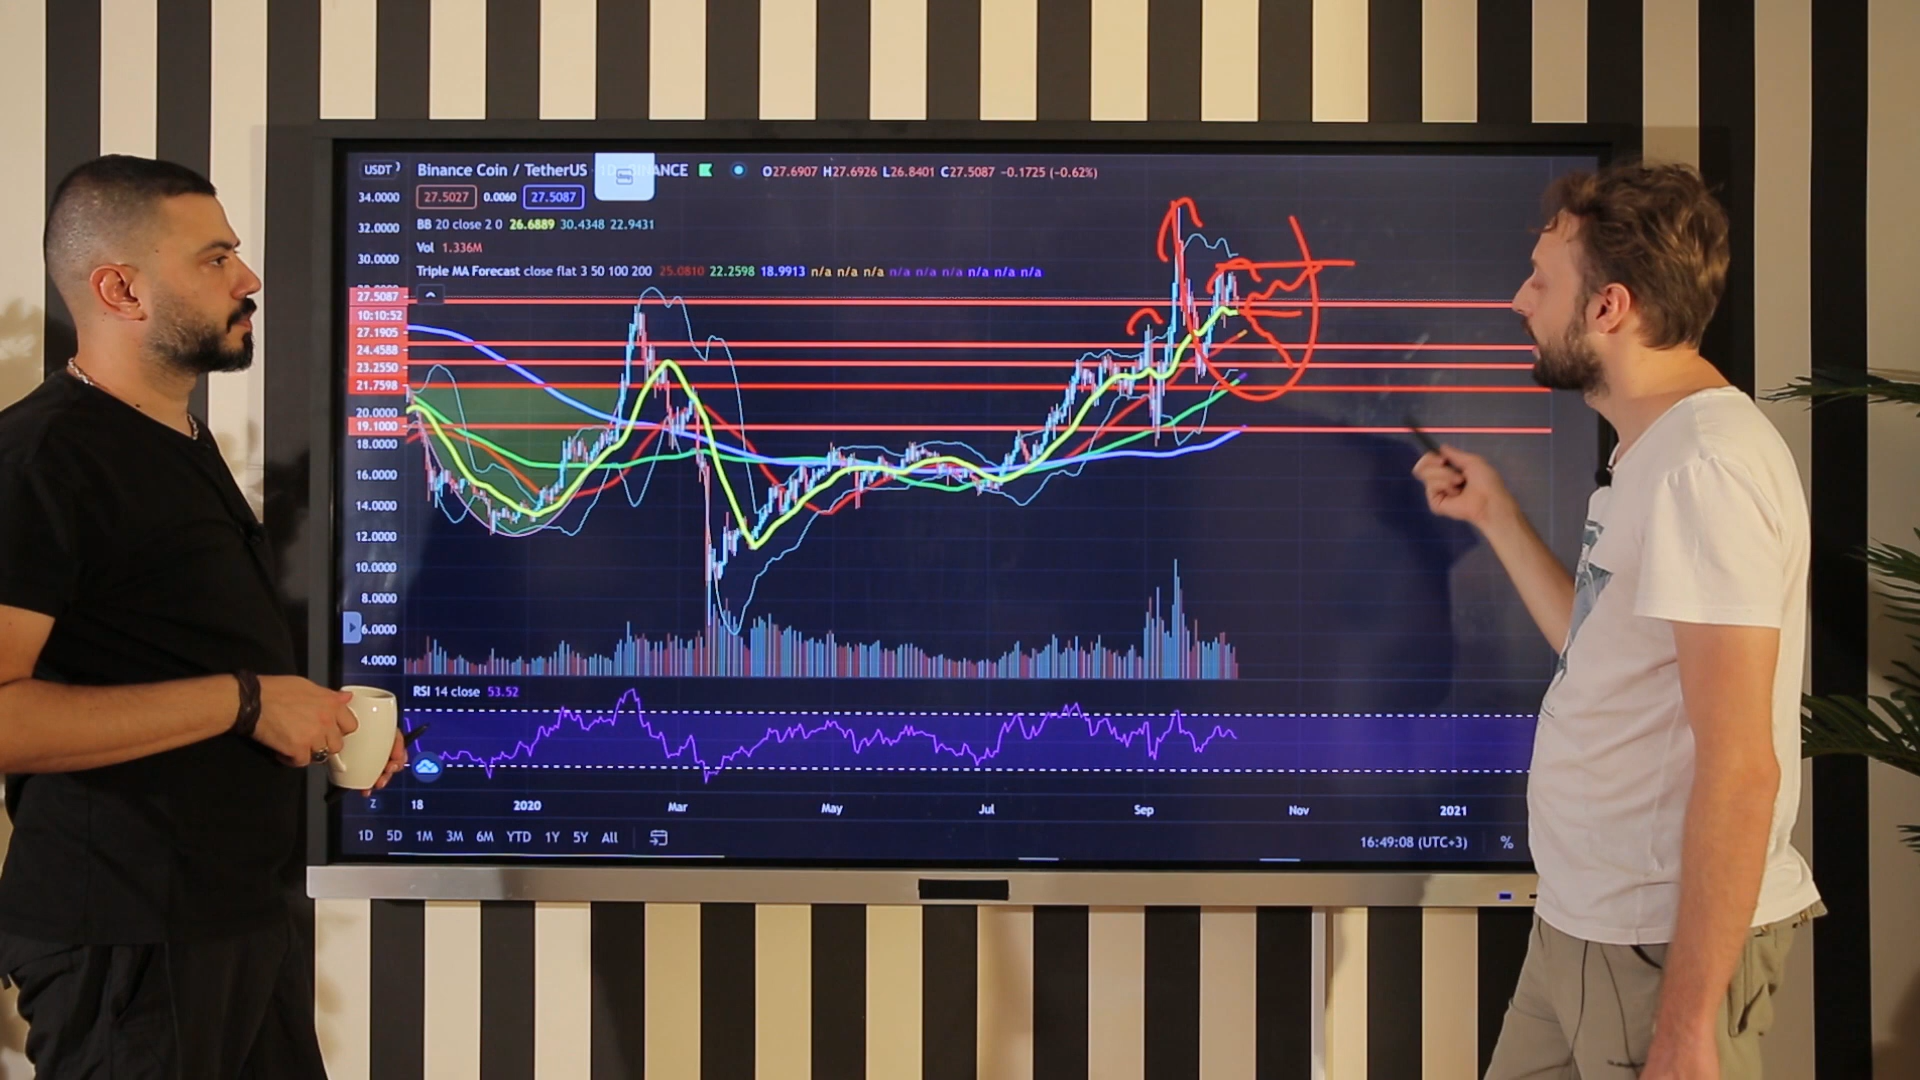 USDT Binance Coin / TetherUS NANCE O27.6907 H27.6926 L26.8401 C27.5087 −0.1725 (−0.62%)
34.0000 27.5027 0.0060 27.5087
32.0000 BB 20 close 2 0 26.6889 30.4348 22.9431
Vol 1.336M
30.0000
Triple MA Forecast close flat 3 50 100 200 25.0810 22.2598 18.9913 n/a n/a n/a n/a n/a n/a n/a n/a n/a
27.5087
10:10:52
27.1905
24.4588
23.2550
21.7598
20.0000
19.1000
18.0000
16.0000
14.0000
12.0000
10.0000
8.0000
6.0000
4.0000
RSI 14 close 53.52
Z 18 2020 Mar May Jul Sep Nov 2021
1D 5D 1M 3M 6M YTD 1Y 5Y All 16:49:08 (UTC+3) %